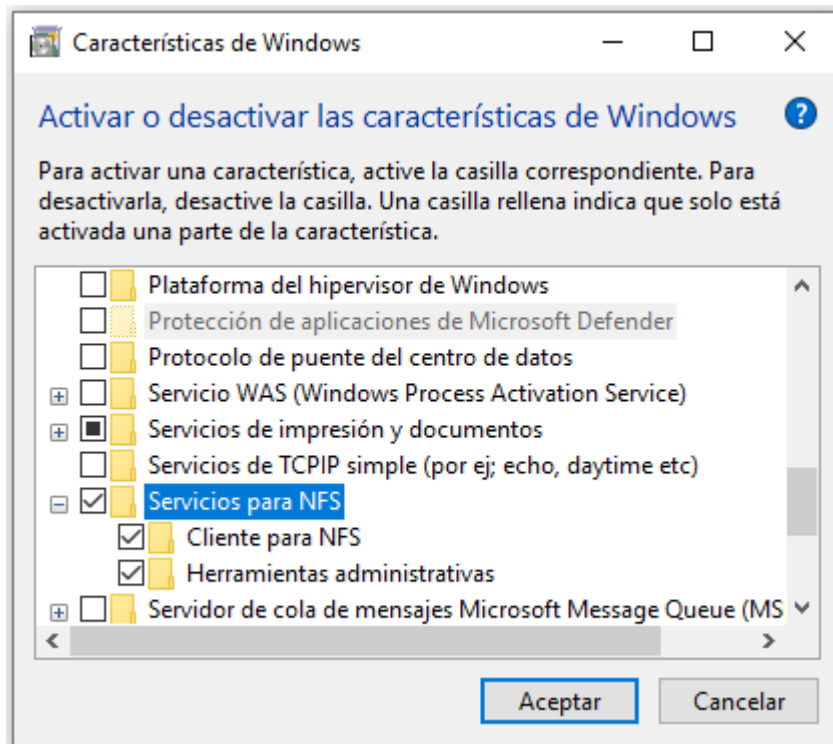 Características de Windows
Activar o desactivar las características de Windows
?
Para activar una característica, active la casilla correspondiente. Para
desactivarla, desactive la casilla. Una casilla rellena indica que solo está
activada una parte de la característica.
Plataforma del hipervisor de Windows
Protección de aplicaciones de Microsoft Defender
Protocolo de puente del centro de datos
Servicio WAS (Windows Process Activation Service)
Servicios de impresión y documentos
Servicios de TCPIP simple (por ej; echo, daytime etc)
Servicios para NFS
Cliente para NFS
Herramientas administrativas
Servidor de cola de mensajes Microsoft Message Queue (MS
Aceptar
Cancelar